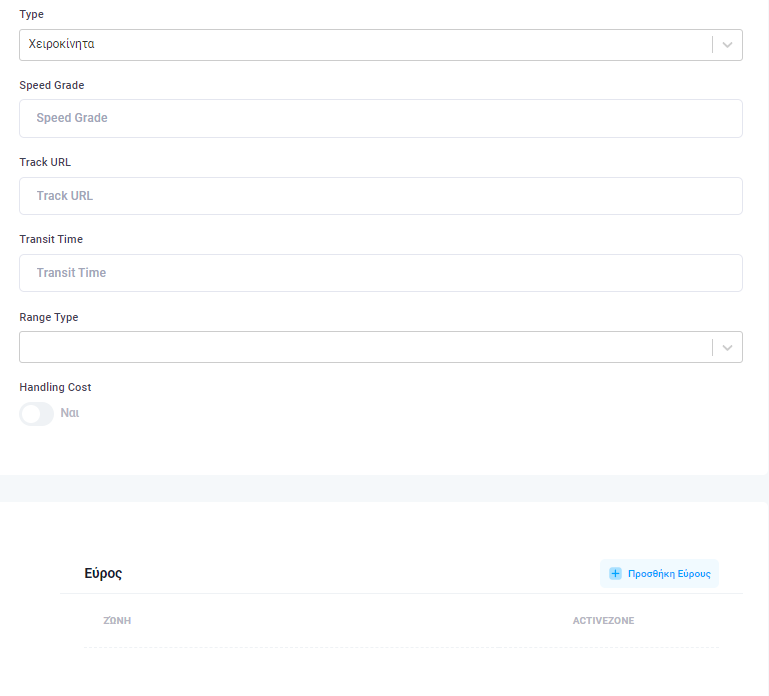 Type
Χειροκίνητα
Speed Grade
Speed Grade
Track URL
Track URL
Transit Time
Transit Time
Range Type
Handling Cost
Ναι
Εύρος
Προσθήκη Εύρους
ΖΏΝΗ ACTIVEZONE